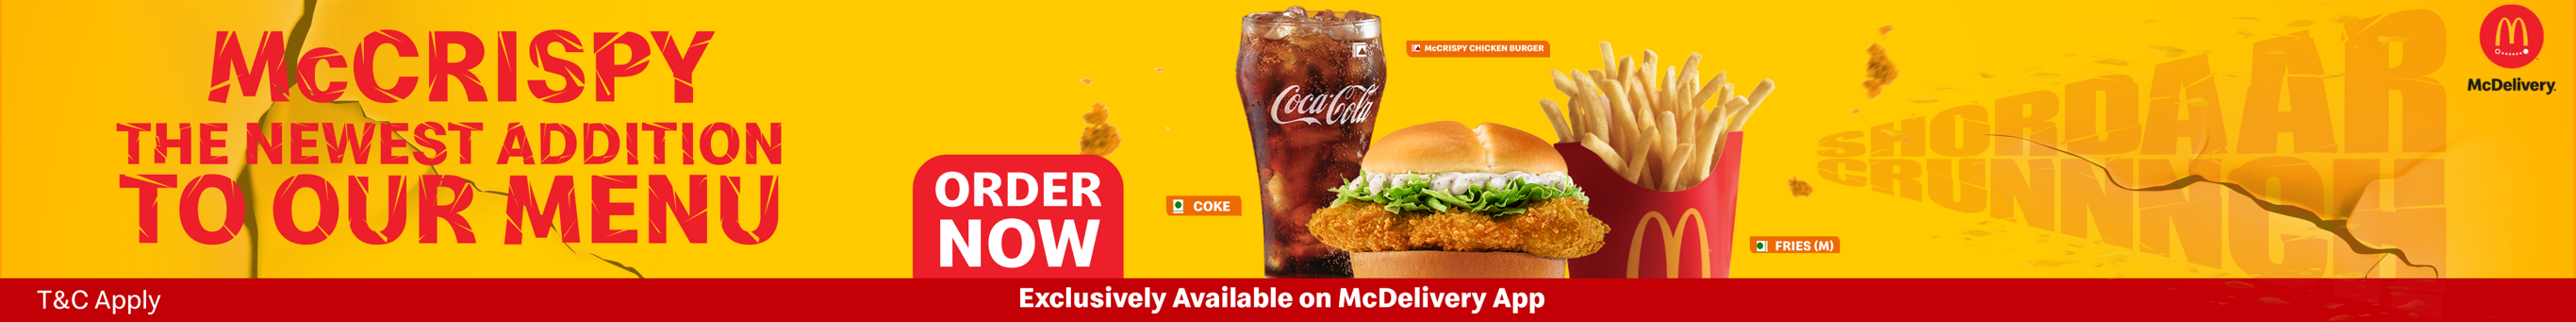 McCRISPY
THE NEWEST ADDITION
TO OUR MENU
ORDER
NOW
COKE
Coca-Cola
McCRISPY CHICKEN BURGER
FRIES (M)
SHORDAAR
CRUNNNCH
McDelivery
T&C Apply
Exclusively Available on McDelivery App